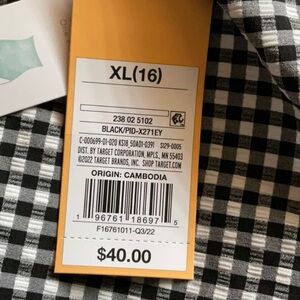 XL(16)
238 02 5102
BLACK/PID-X271EY
C-000699-01-020 KS18_50A01-0391 S129-0005
DIST. BY TARGET CORPORATION, MPLS, MN 55403
©2022 TARGET BRANDS, INC. SHOP TARGET.COM
ORIGIN: CAMBODIA
1 96761 18697 5
F16761011-Q3/22
$40.00